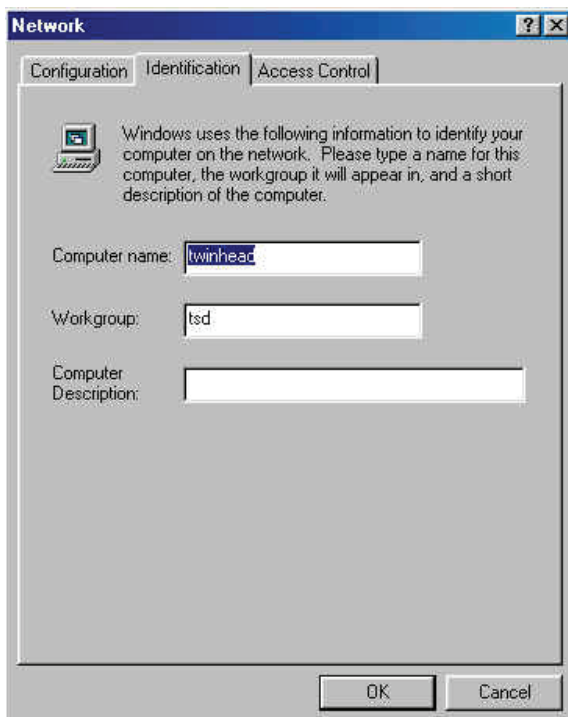 Network
Configuration Identification Access Control
Windows uses the following information to identify your
computer on the network. Please type a name for this
computer, the workgroup it will appear in, and a short
description of the computer.
Computer name: twinhead
Workgroup: tsd
Computer
Description:
OK Cancel